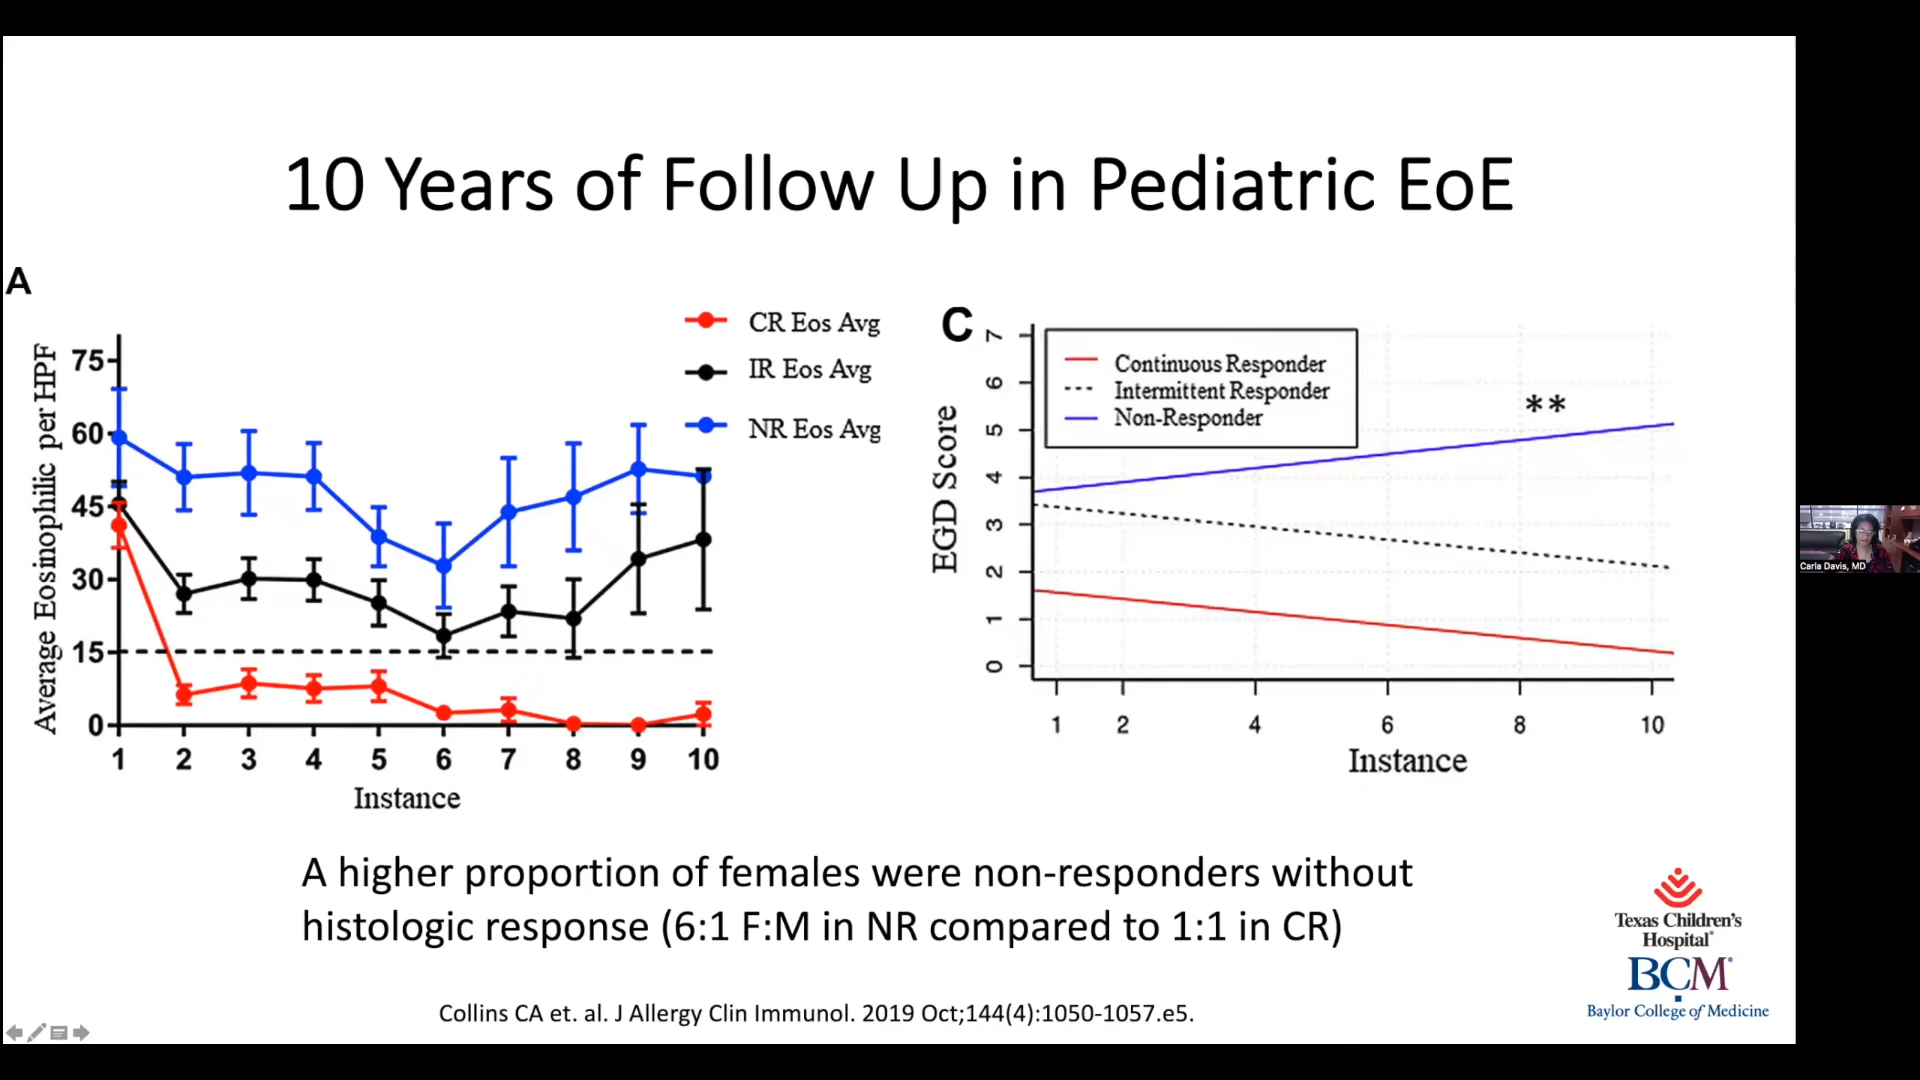 10 Years of Follow Up in Pediatric EoE
A
CR Eos Avg
IR Eos Avg
NR Eos Avg
Average Eosinophilic per HPF
75
60
45
30
15
0
1 2 3 4 5 6 7 8 9 10
Instance
C
Continuous Responder
Intermittent Responder
Non-Responder
**
EGD Score
7
6
5
4
3
2
1
0
1 2 4 6 8 10
Instance
A higher proportion of females were non-responders without
histologic response (6:1 F:M in NR compared to 1:1 in CR)
Collins CA et. al. J Allergy Clin Immunol. 2019 Oct;144(4):1050-1057.e5.
Texas Children's
Hospital®
BCM®
Baylor College of Medicine
Carla Davis, MD